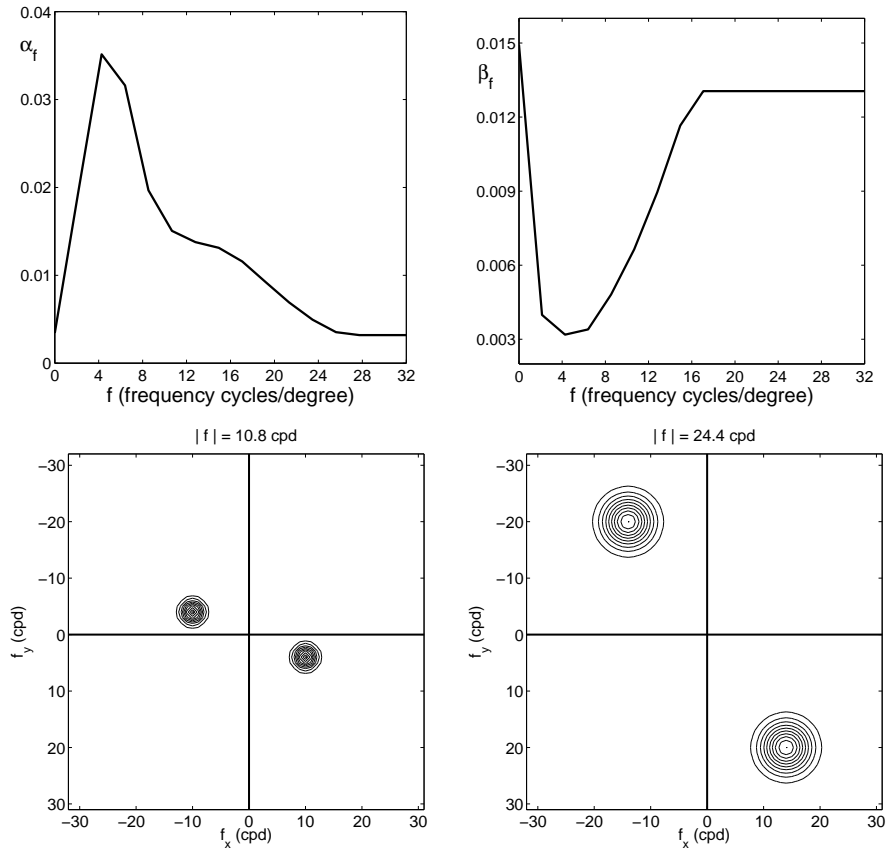 0.04
α_f
0.03
0.02
0.01
0
0 4 8 12 16 20 24 28 32
f (frequency cycles/degree)
0.015
β_f
0.012
0.009
0.006
0.003
0 4 8 12 16 20 24 28 32
f (frequency cycles/degree)
| f | = 10.8 cpd
−30
−20
−10
0
10
20
30
f_y (cpd)
−30 −20 −10 0 10 20 30
f_x (cpd)
| f | = 24.4 cpd
−30
−20
−10
0
10
20
30
f_y (cpd)
−30 −20 −10 0 10 20 30
f_x (cpd)